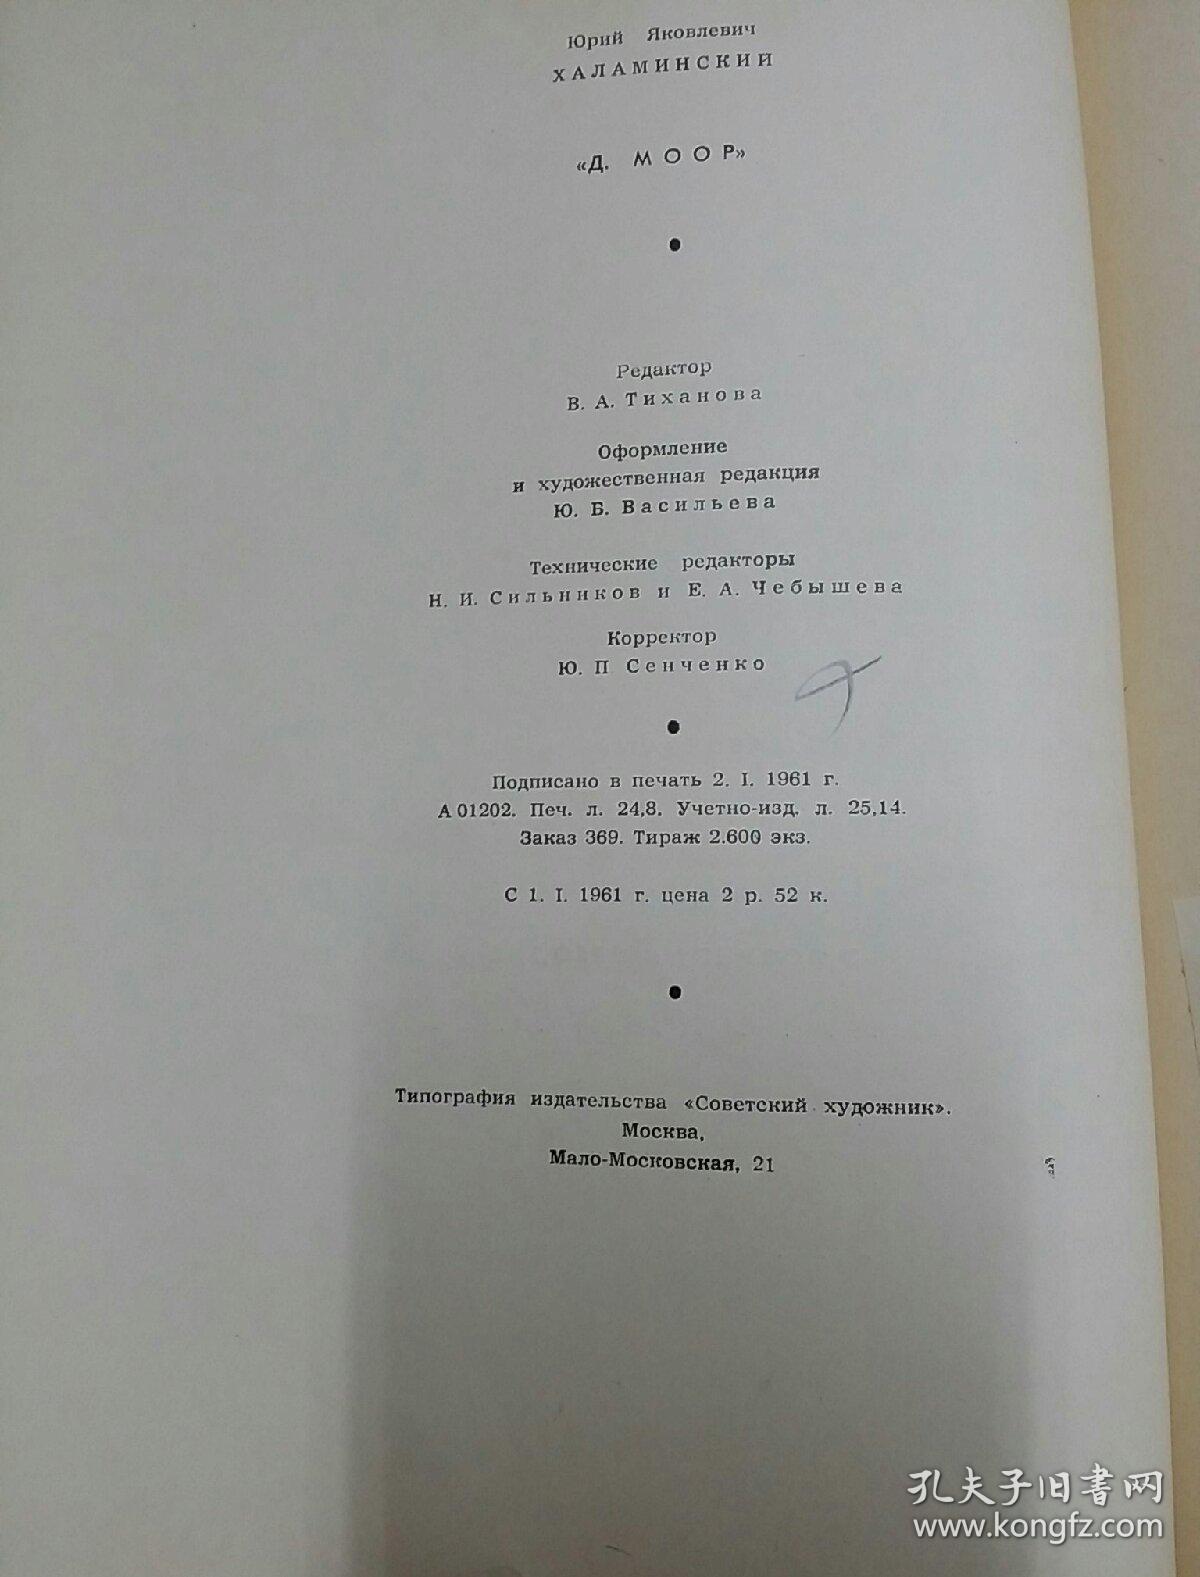 Юрий Яковлевич
ХАЛАМИНСКИЙ
«Д. МООР»
Редактор
В. А. Тиханова
Оформление
и художественная редакция
Ю. Б. Васильева
Технические редакторы
Н. И. Сильников и Е. А. Чебышева
Корректор
Ю. П Сенченко
Подписано в печать 2. I. 1961 г.
А 01202. Печ. л. 24,8. Учетно-изд. л. 25,14.
Заказ 369. Тираж 2.600 экз.
С 1. I. 1961 г. цена 2 р. 52 к.
Типография издательства «Советский художник».
Москва,
Мало-Московская, 21
孔夫子旧书网
www.kongfz.com